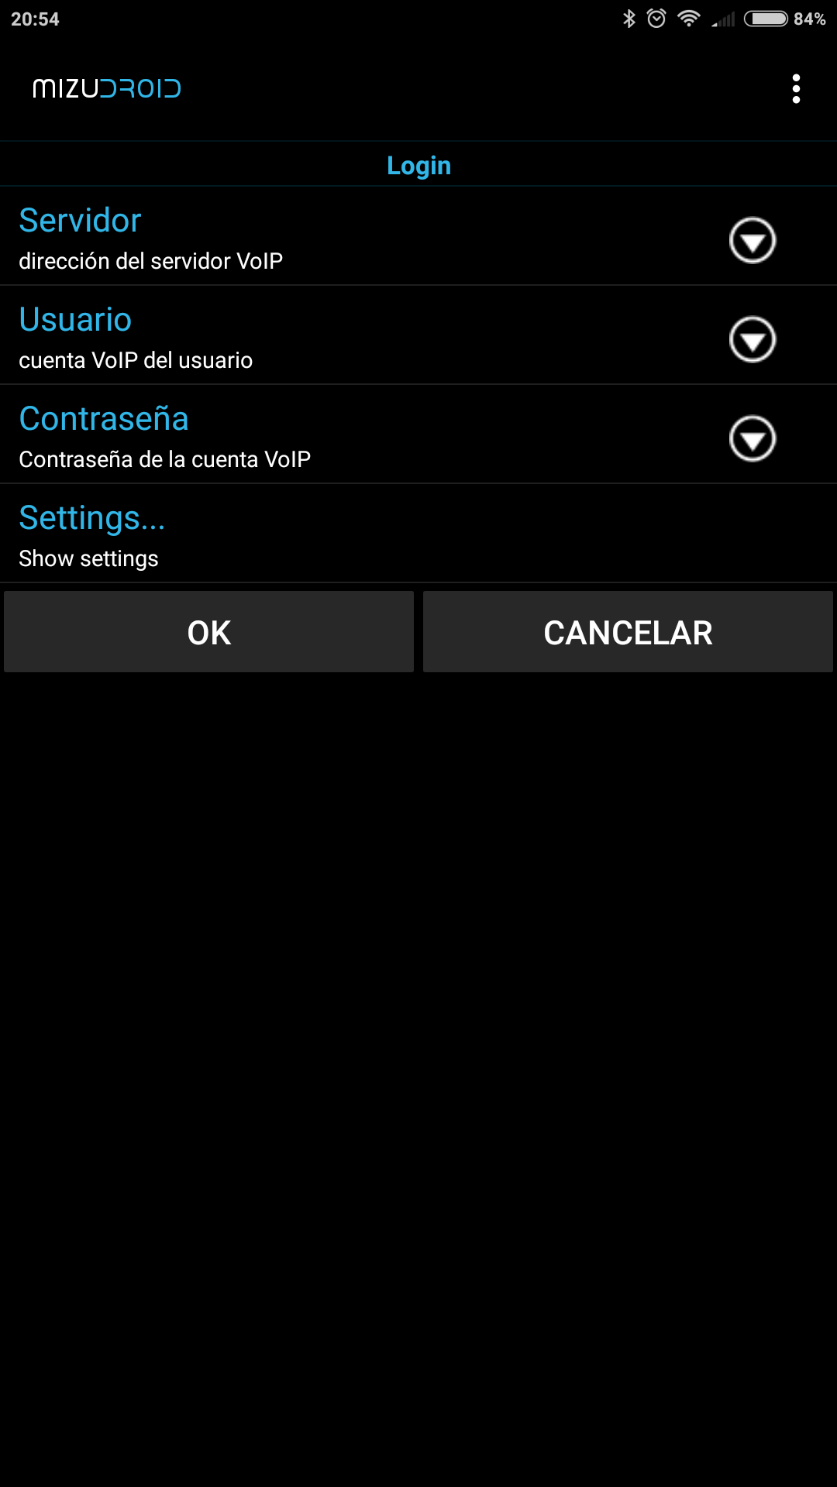 20:54
84%
MIZUDROID
Login
Servidor
dirección del servidor VoIP
Usuario
cuenta VoIP del usuario
Contraseña
Contraseña de la cuenta VoIP
Settings...
Show settings
OK
CANCELAR